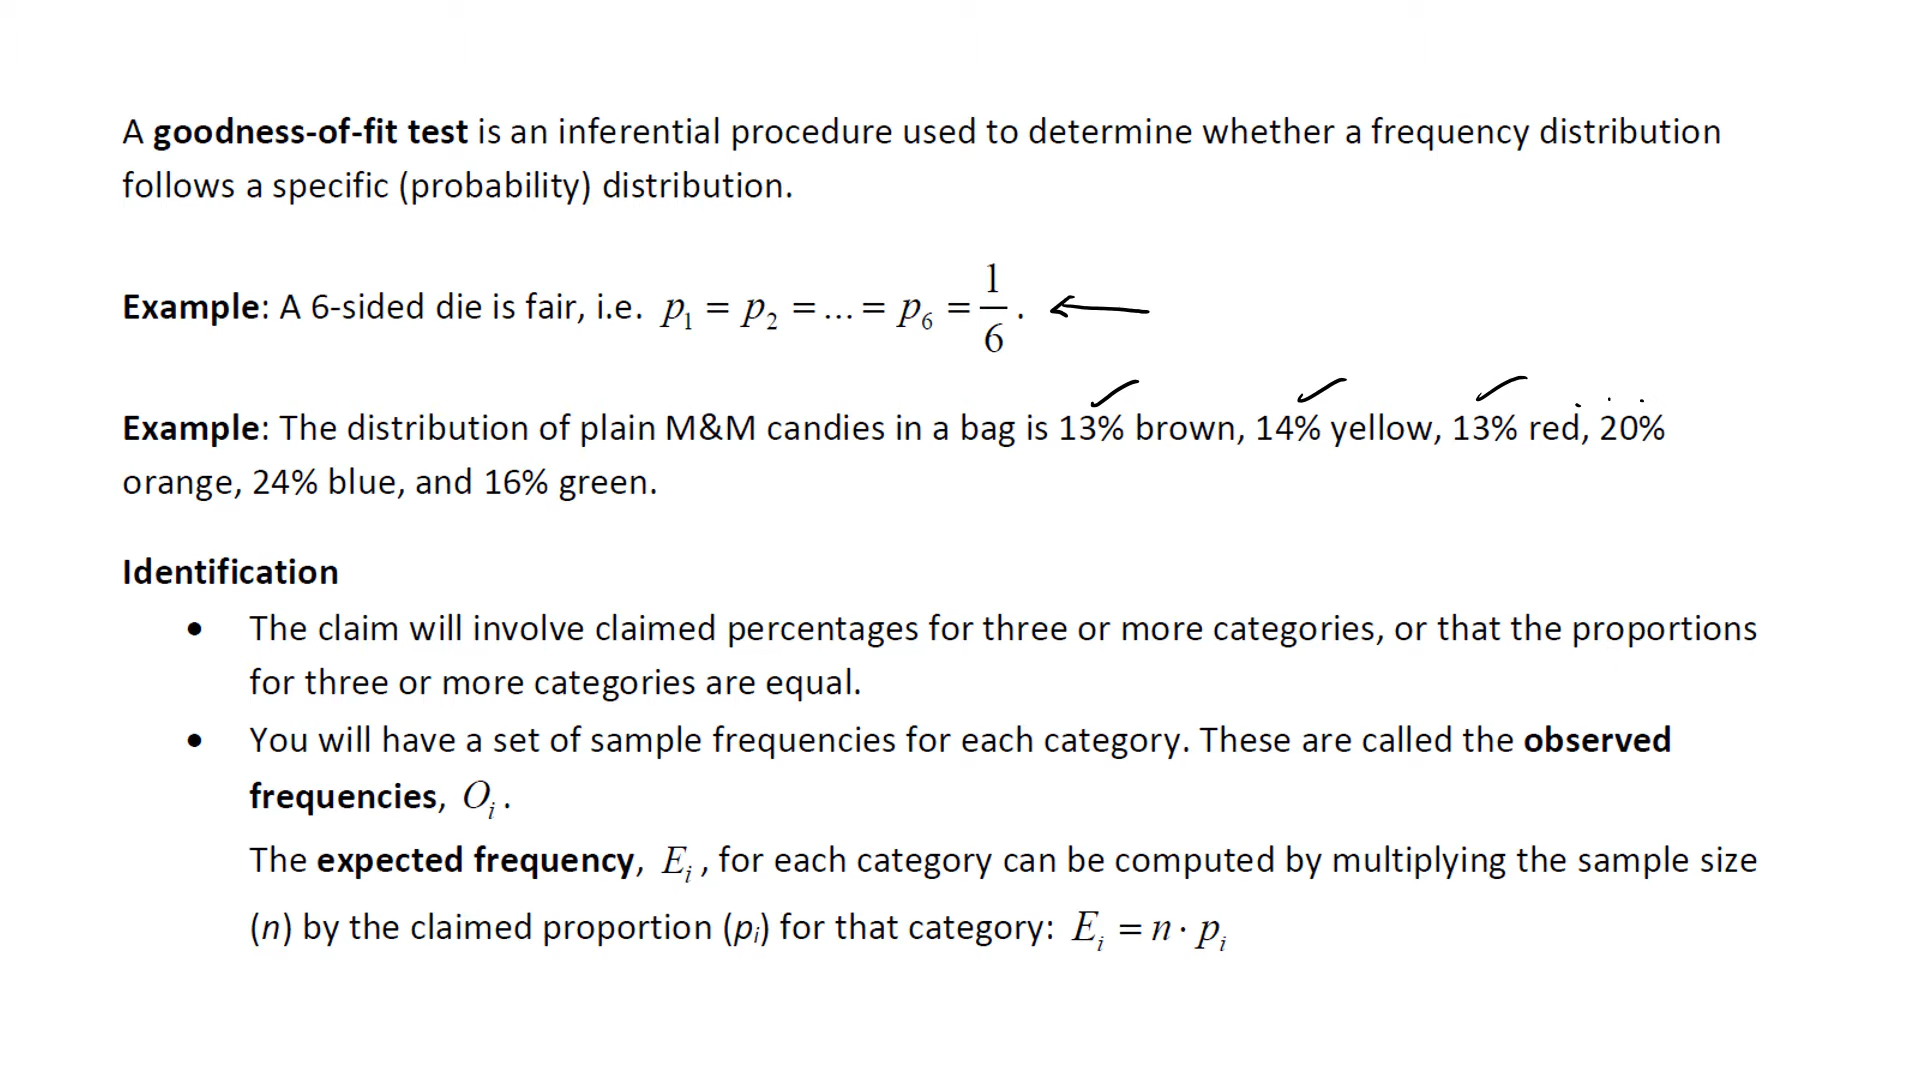 A goodness-of-fit test is an inferential procedure used to determine whether a frequency distribution
follows a specific (probability) distribution.
Example: A 6-sided die is fair, i.e. p₁ = p₂ = ... = p₆ = 1/6.
Example: The distribution of plain M&M candies in a bag is 13% brown, 14% yellow, 13% red, 20%
orange, 24% blue, and 16% green.
Identification
• The claim will involve claimed percentages for three or more categories, or that the proportions
for three or more categories are equal.
• You will have a set of sample frequencies for each category. These are called the observed
frequencies, Oᵢ.
The expected frequency, Eᵢ, for each category can be computed by multiplying the sample size
(n) by the claimed proportion (pᵢ) for that category: Eᵢ = n · pᵢ